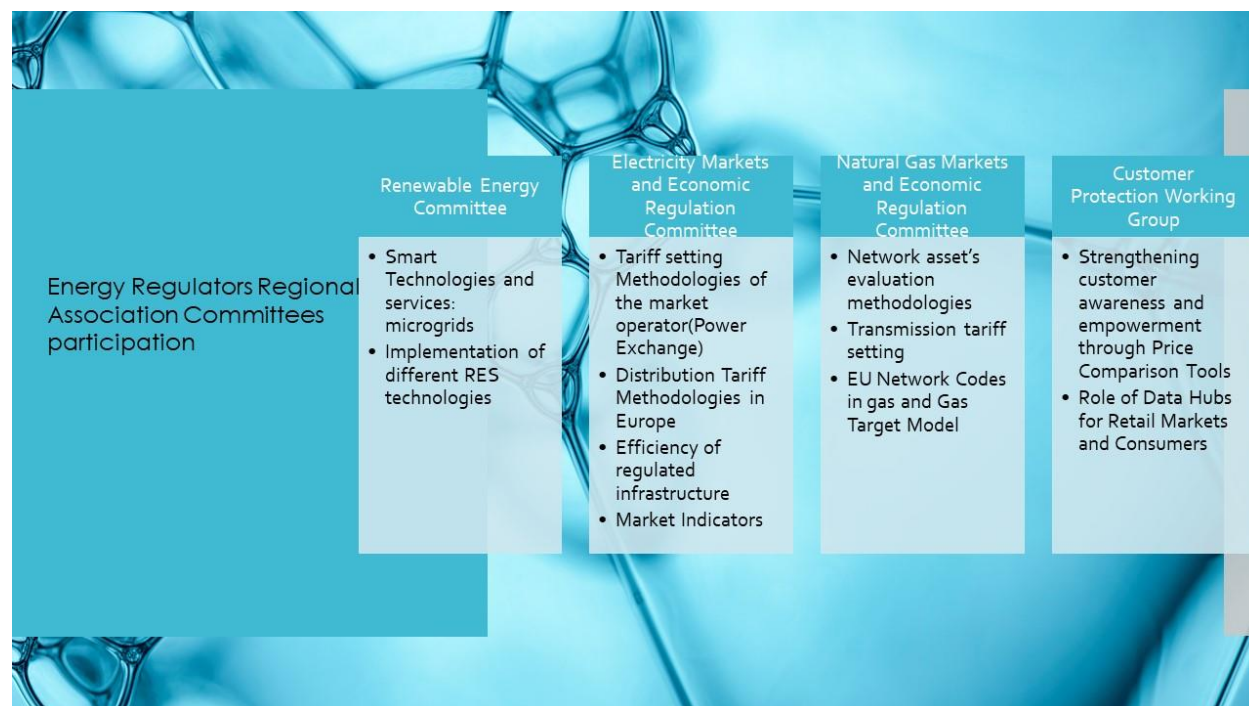 Energy Regulators Regional
Association Committees
participation
Renewable Energy
Committee
• Smart
Technologies and
services:
microgrids
• Implementation of
different RES
technologies
Electricity Markets
and Economic
Regulation
Committee
• Tariff setting
Methodologies of
the market
operator(Power
Exchange)
• Distribution Tariff
Methodologies in
Europe
• Efficiency of
regulated
infrastructure
• Market Indicators
Natural Gas Markets
and Economic
Regulation
Committee
• Network asset's
evaluation
methodologies
• Transmission tariff
setting
• EU Network Codes
in gas and Gas
Target Model
Customer
Protection Working
Group
• Strengthening
customer
awareness and
empowerment
through Price
Comparison Tools
• Role of Data Hubs
for Retail Markets
and Consumers